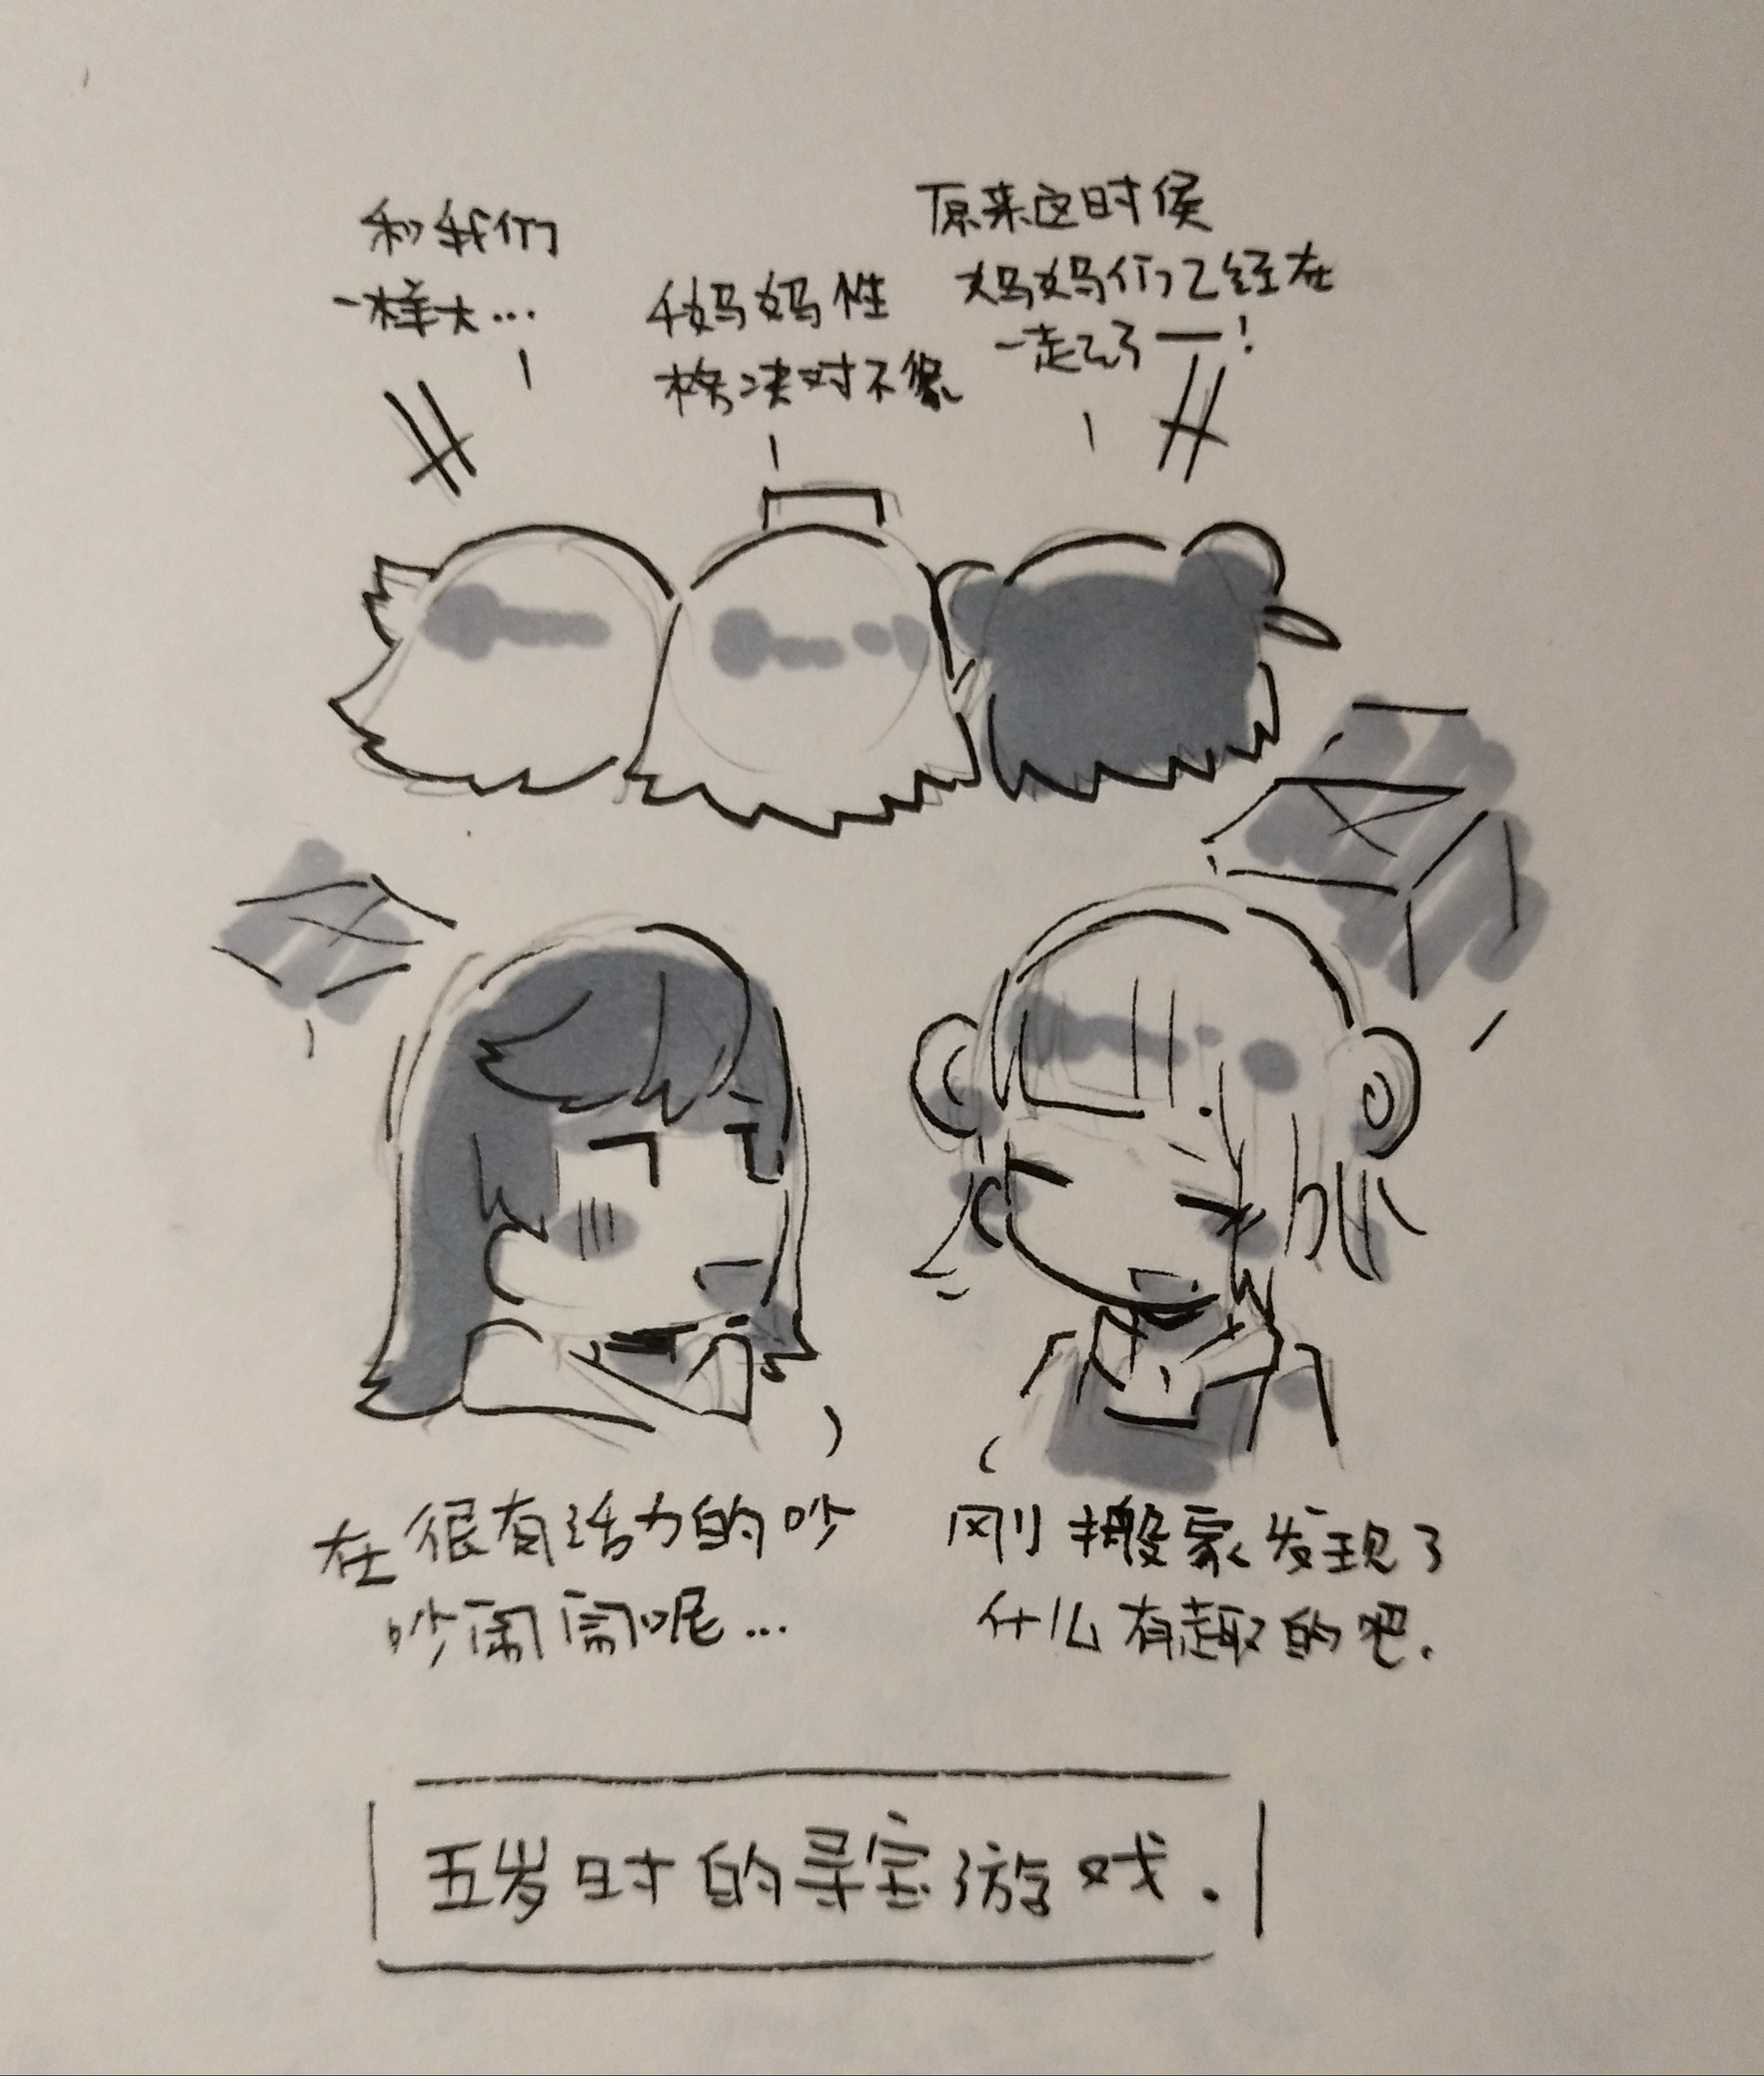 和我们
一样大...
和妈妈性
格决对不像
原来这时候
妈妈们已经在
一起了一!
在很有活力的吵
吵闹闹呢...
刚搬家发现了
什么有趣的吧.
五岁时的寻宝游戏.